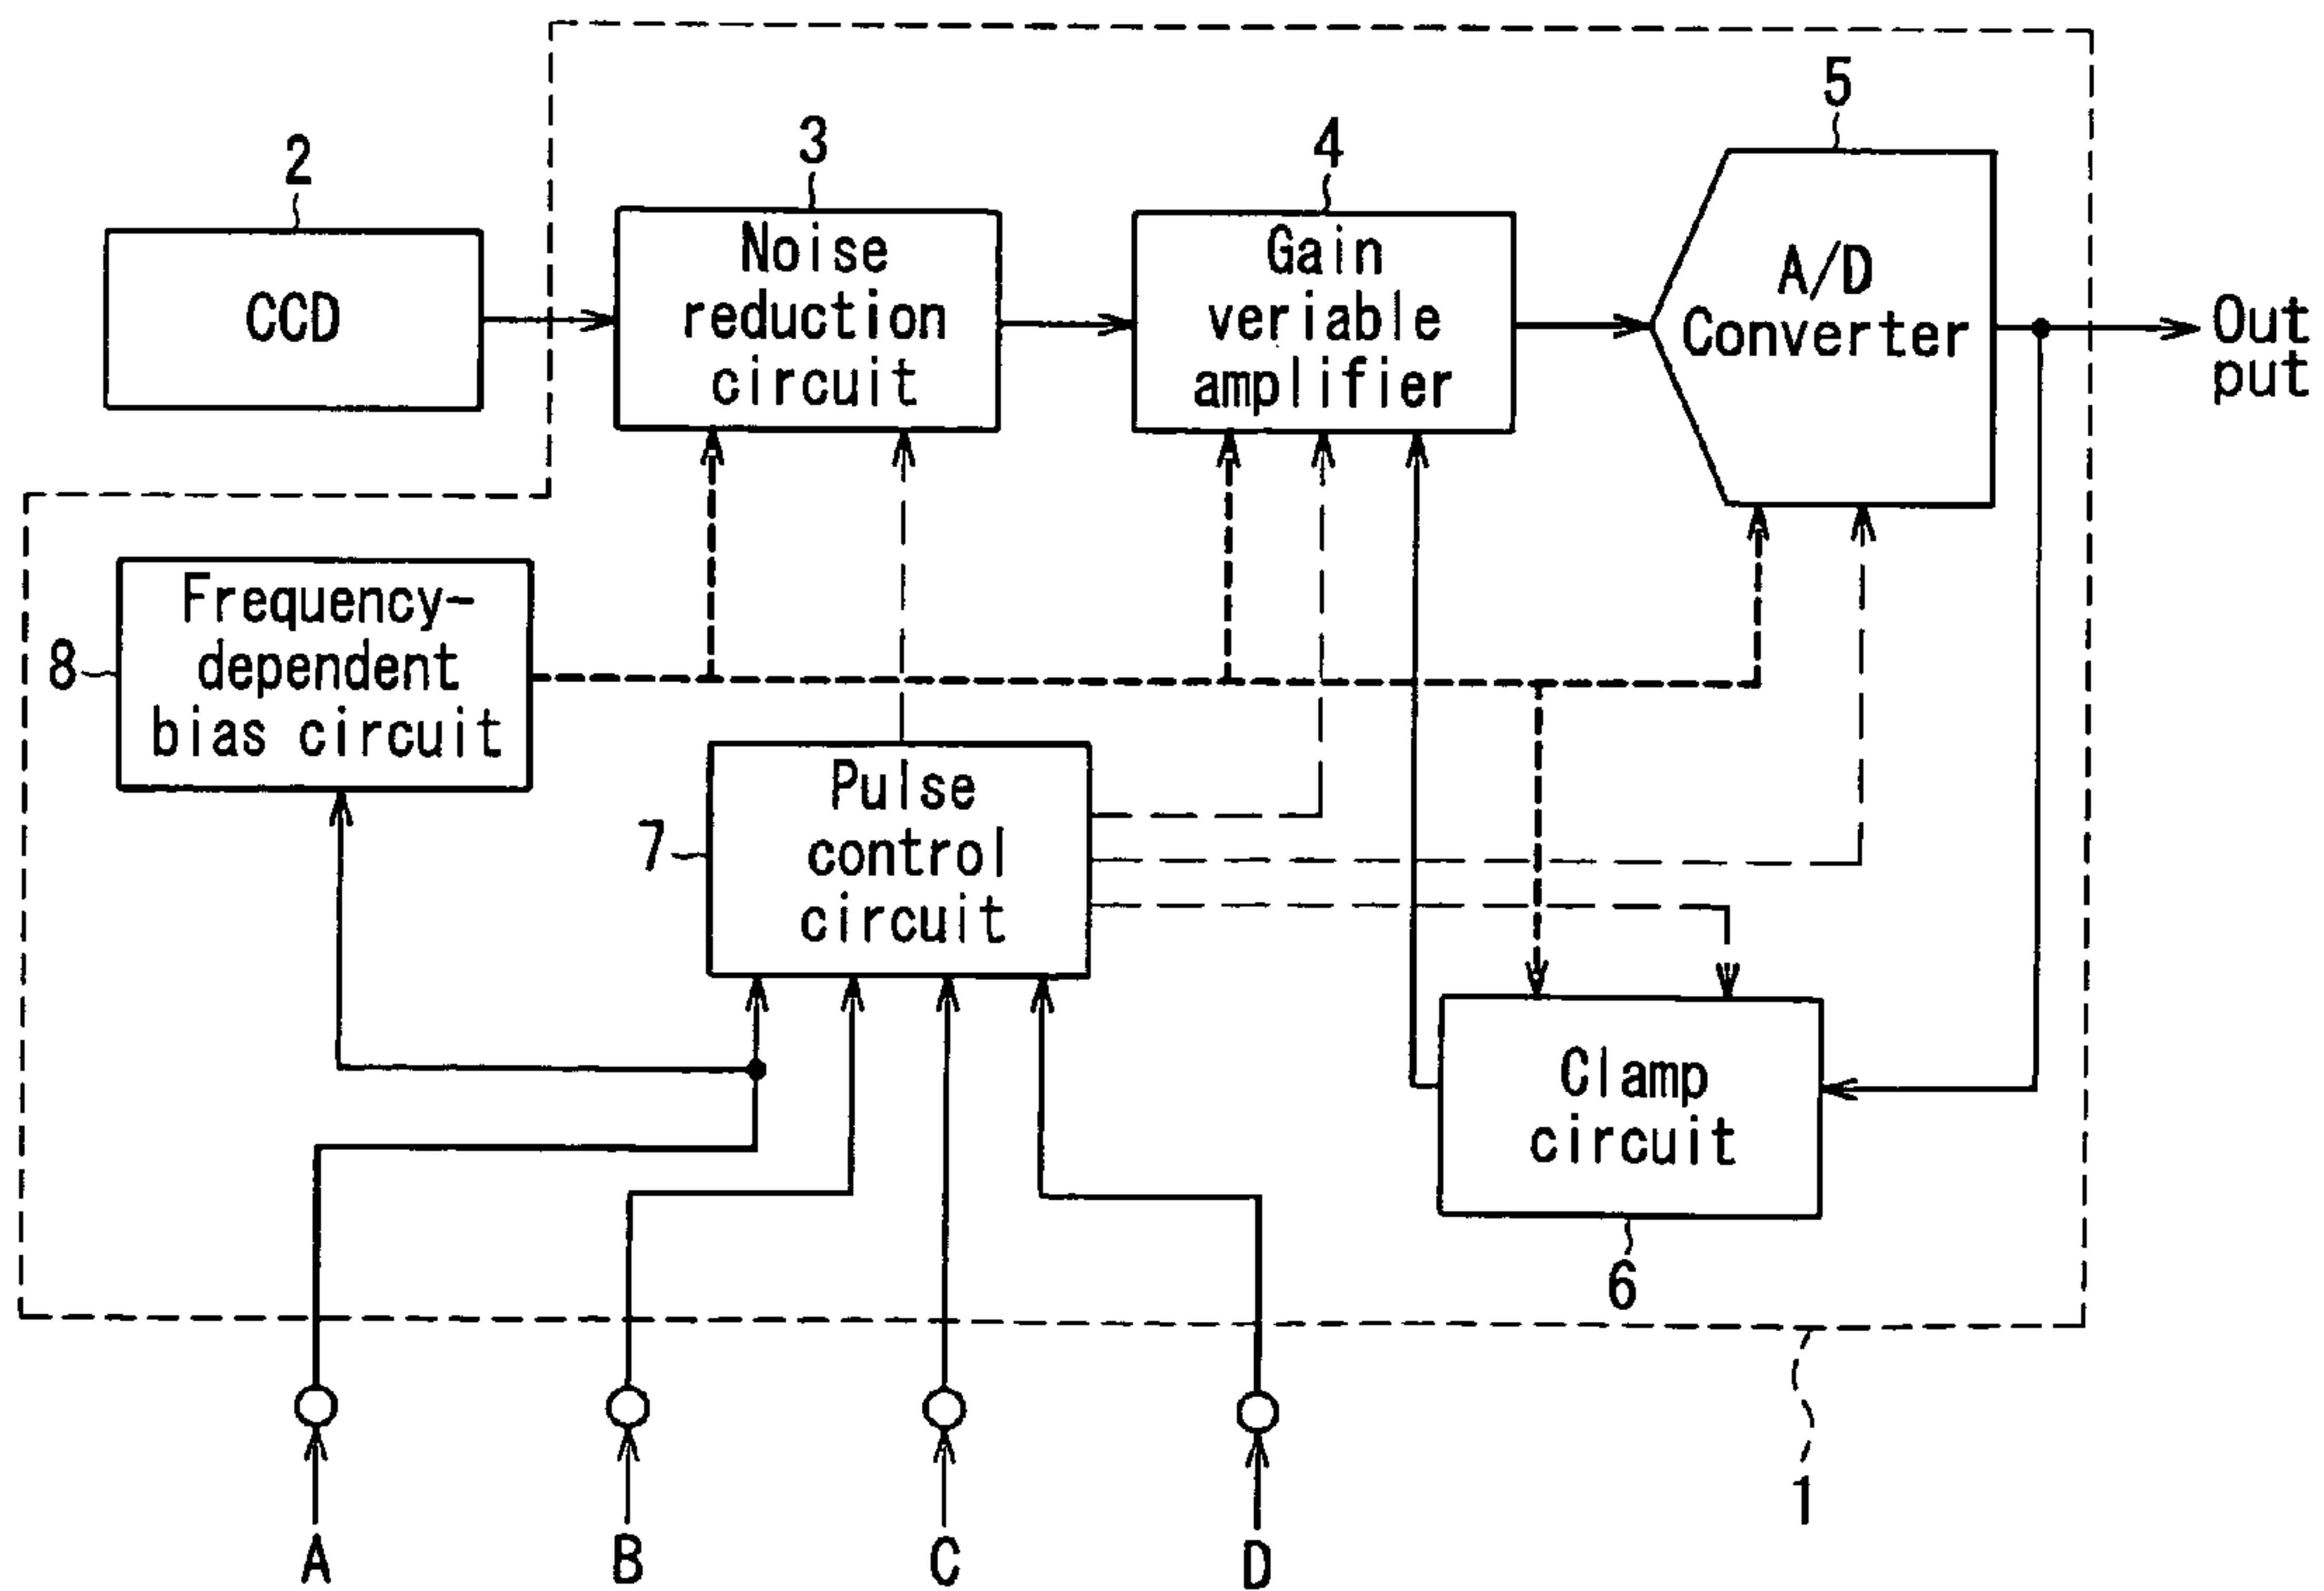 5
3
4
2
Noise
reduction
circuit
Gain
veriable
amplifier
A/D
Converter
CCD
Out
put
Frequency-
dependent
bias circuit
8
Pulse
control
circuit
7
Clamp
circuit
6
1
A
B
C
D